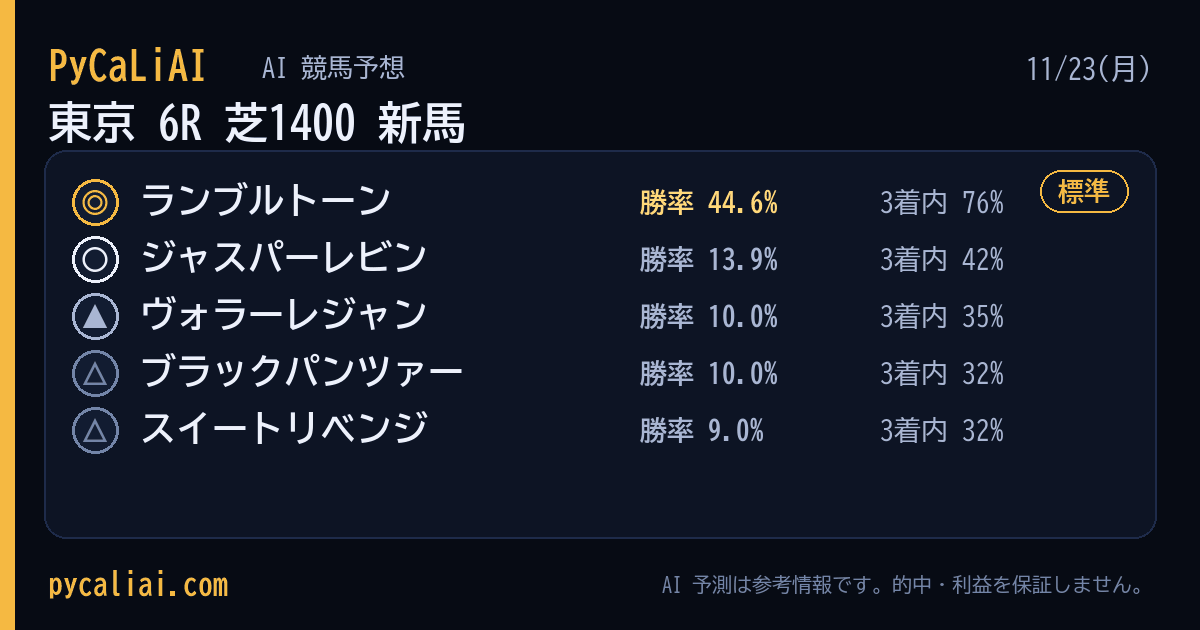 PyCaLiAI AI 競馬予想 11/23(月)
東京 6R 芝1400 新馬
◎ ランブルトーン 勝率 44.6% 3着内 76% 標準
○ ジャスパーレビン 勝率 13.9% 3着内 42%
▲ ヴォラーレジャン 勝率 10.0% 3着内 35%
△ ブラックパンツァー 勝率 10.0% 3着内 32%
△ スイートリベンジ 勝率 9.0% 3着内 32%
pycaliai.com AI 予測は参考情報です。的中・利益を保証しません。